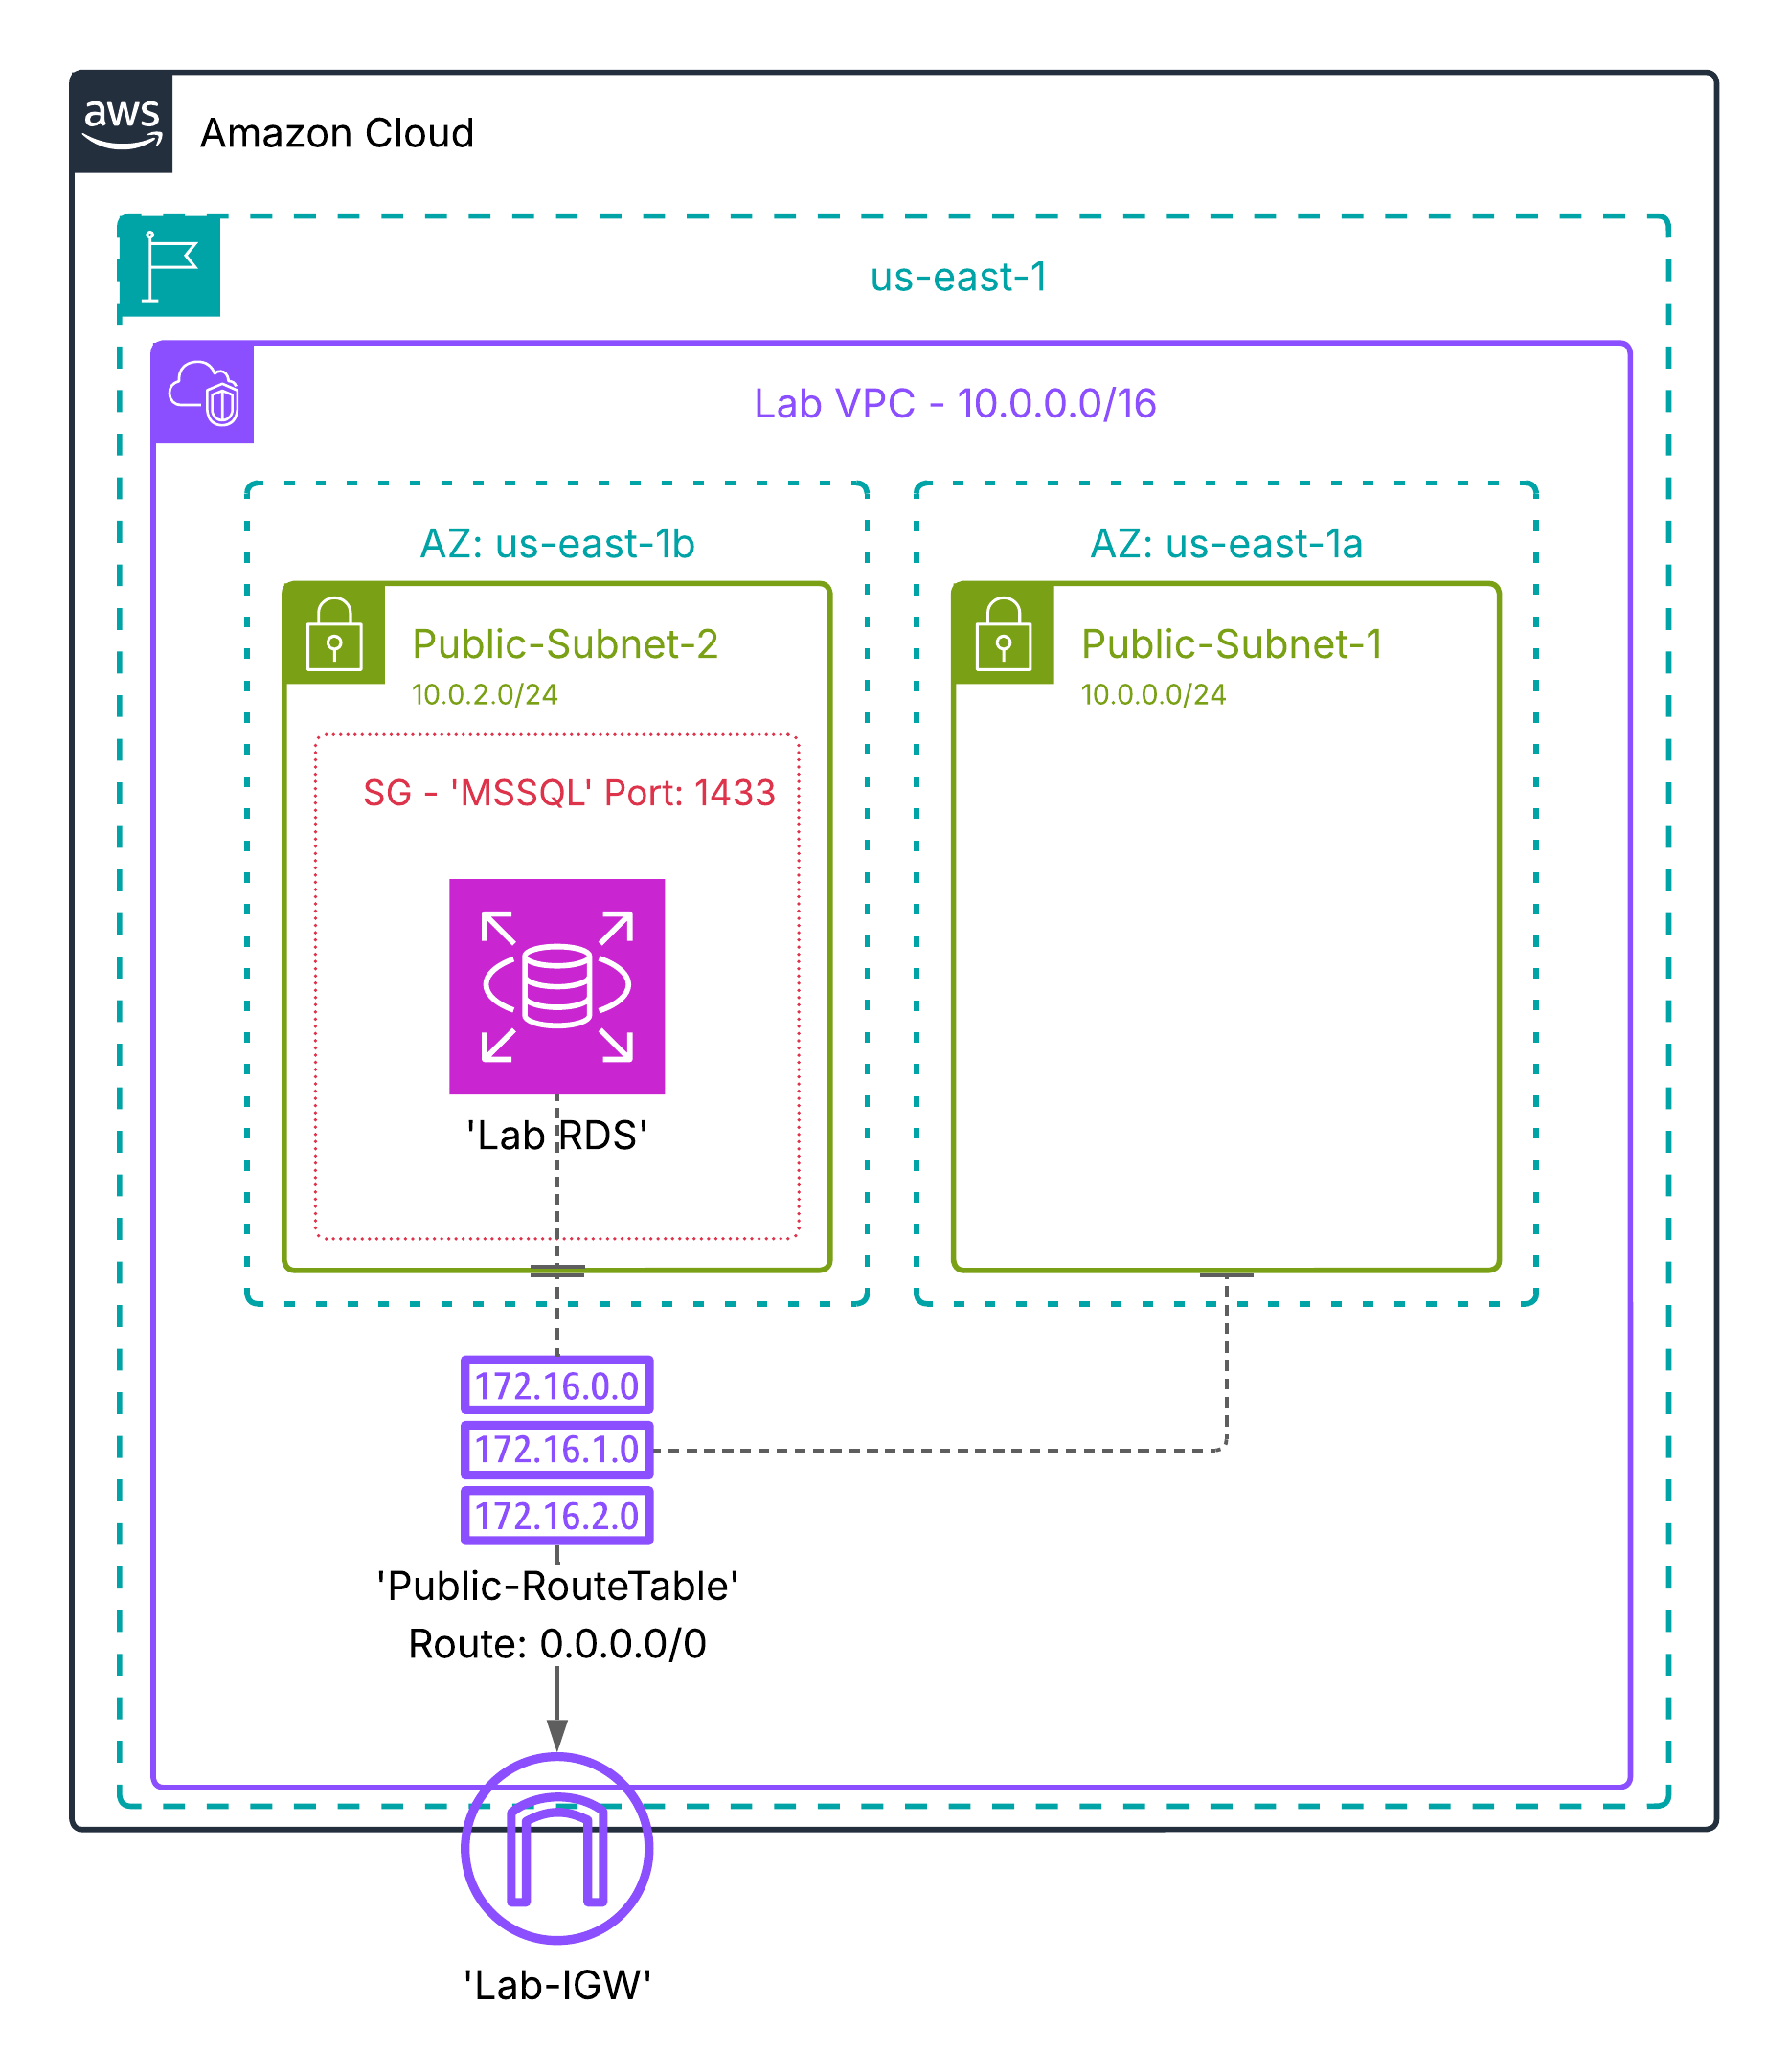 aws
Amazon Cloud
us-east-1
Lab VPC - 10.0.0.0/16
AZ: us-east-1b
Public-Subnet-2
10.0.2.0/24
SG - 'MSSQL' Port: 1433
'Lab RDS'
AZ: us-east-1a
Public-Subnet-1
10.0.0.0/24
172.16.0.0
172.16.1.0
172.16.2.0
'Public-RouteTable'
Route: 0.0.0.0/0
'Lab-IGW'